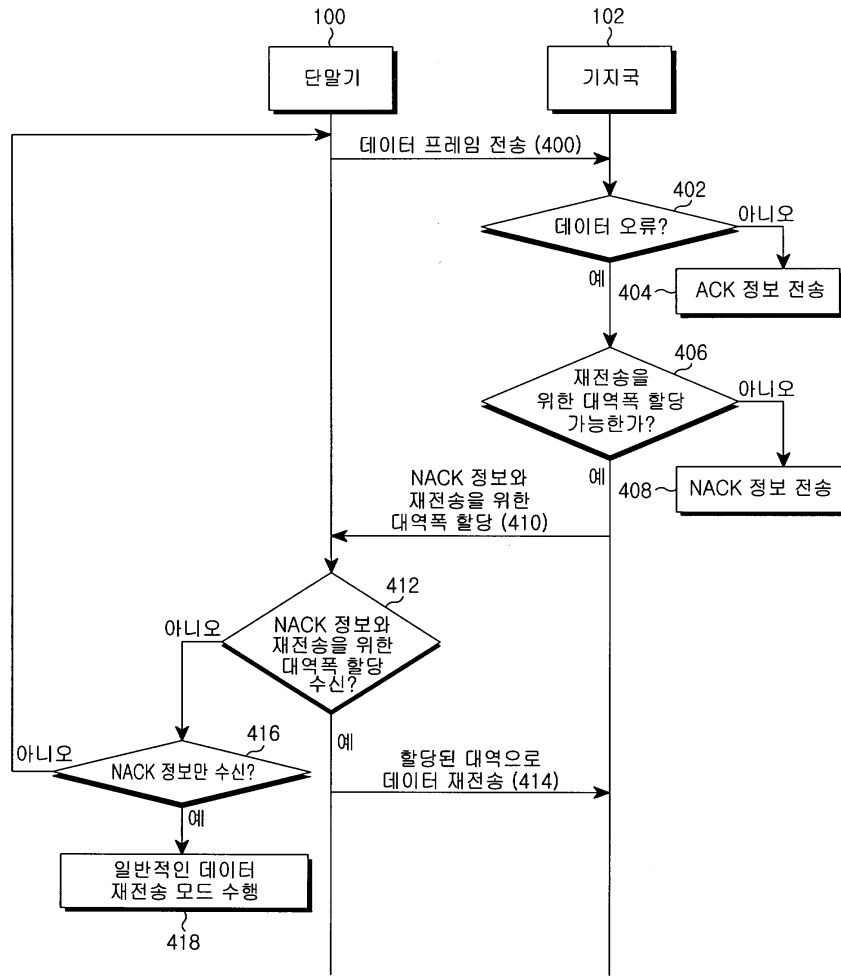 100
102
단말기
기지국
데이터 프레임 전송 (400)
402
데이터 오류?
아니오
예
404
ACK 정보 전송
406
재전송을
위한 대역폭 할당
가능한가?
아니오
예
408
NACK 정보 전송
NACK 정보와
재전송을 위한
대역폭 할당 (410)
412
NACK 정보와
재전송을 위한
대역폭 할당
수신?
아니오
예
416
아니오
NACK 정보만 수신?
예
할당된 대역으로
데이터 재전송 (414)
일반적인 데이터
재전송 모드 수행
418